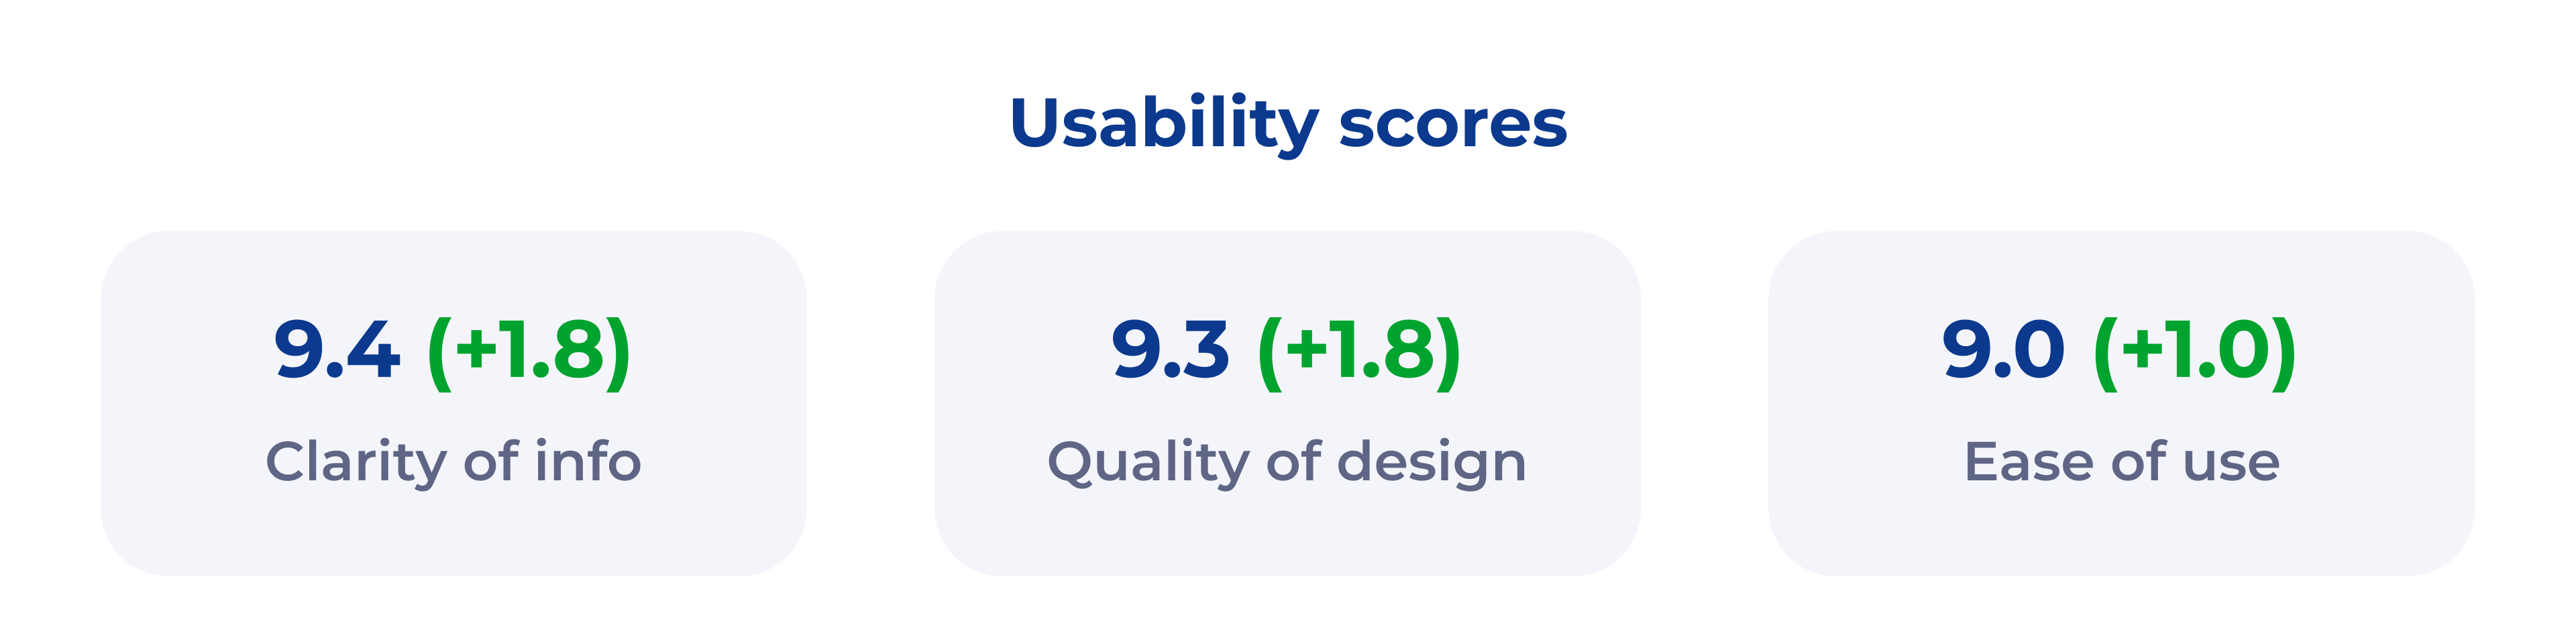 Usability scores
9.4 (+1.8)
Clarity of info
9.3 (+1.8)
Quality of design
9.0 (+1.0)
Ease of use